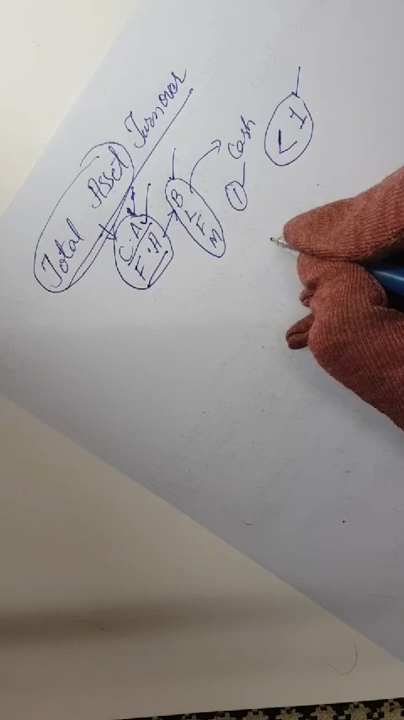 Total Asset Turnover
C.A
F.A
B
L
F
M
Cash
1
< 1